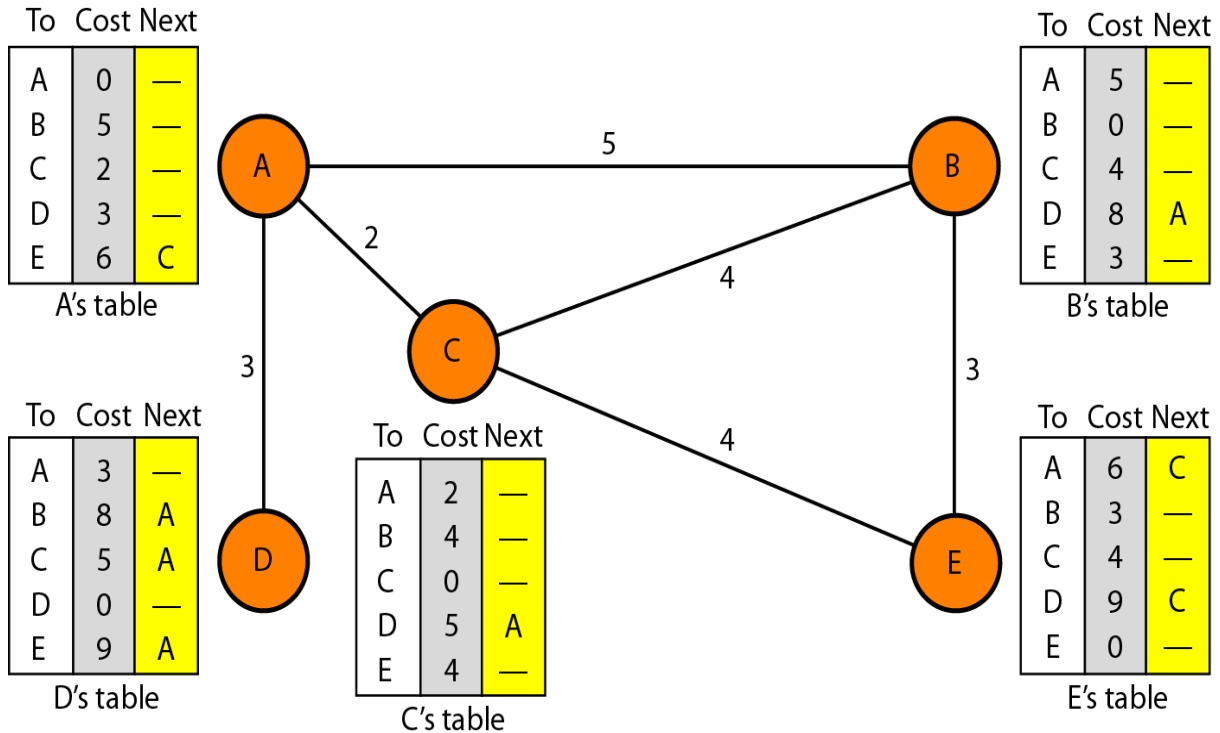 To Cost Next
A 0 —
B 5 —
C 2 —
D 3 —
E 6 C
A's table
To Cost Next
A 5 —
B 0 —
C 4 —
D 8 A
E 3 —
B's table
A
5
B
2
4
C
3
3
4
D
E
To Cost Next
A 3 —
B 8 A
C 5 A
D 0 —
E 9 A
D's table
To Cost Next
A 2 —
B 4 —
C 0 —
D 5 A
E 4 —
C's table
To Cost Next
A 6 C
B 3 —
C 4 —
D 9 C
E 0 —
E's table